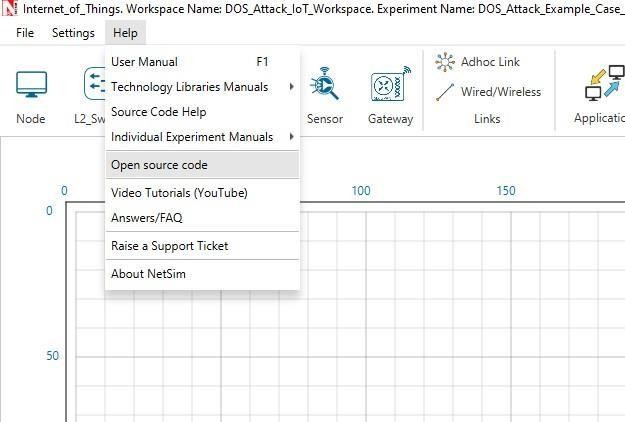 Internet_of_Things. Workspace Name: DOS_Attack_IoT_Workspace. Experiment Name: DOS_Attack_Example_Case_
File Settings Help
User Manual F1
Technology Libraries Manuals
Source Code Help
Individual Experiment Manuals
Open source code
Video Tutorials (YouTube)
Answers/FAQ
Raise a Support Ticket
About NetSim
Node
L2_Sw
Sensor
Gateway
Adhoc Link
Wired/Wireless
Links
Applicatio
0 100 150
0
50